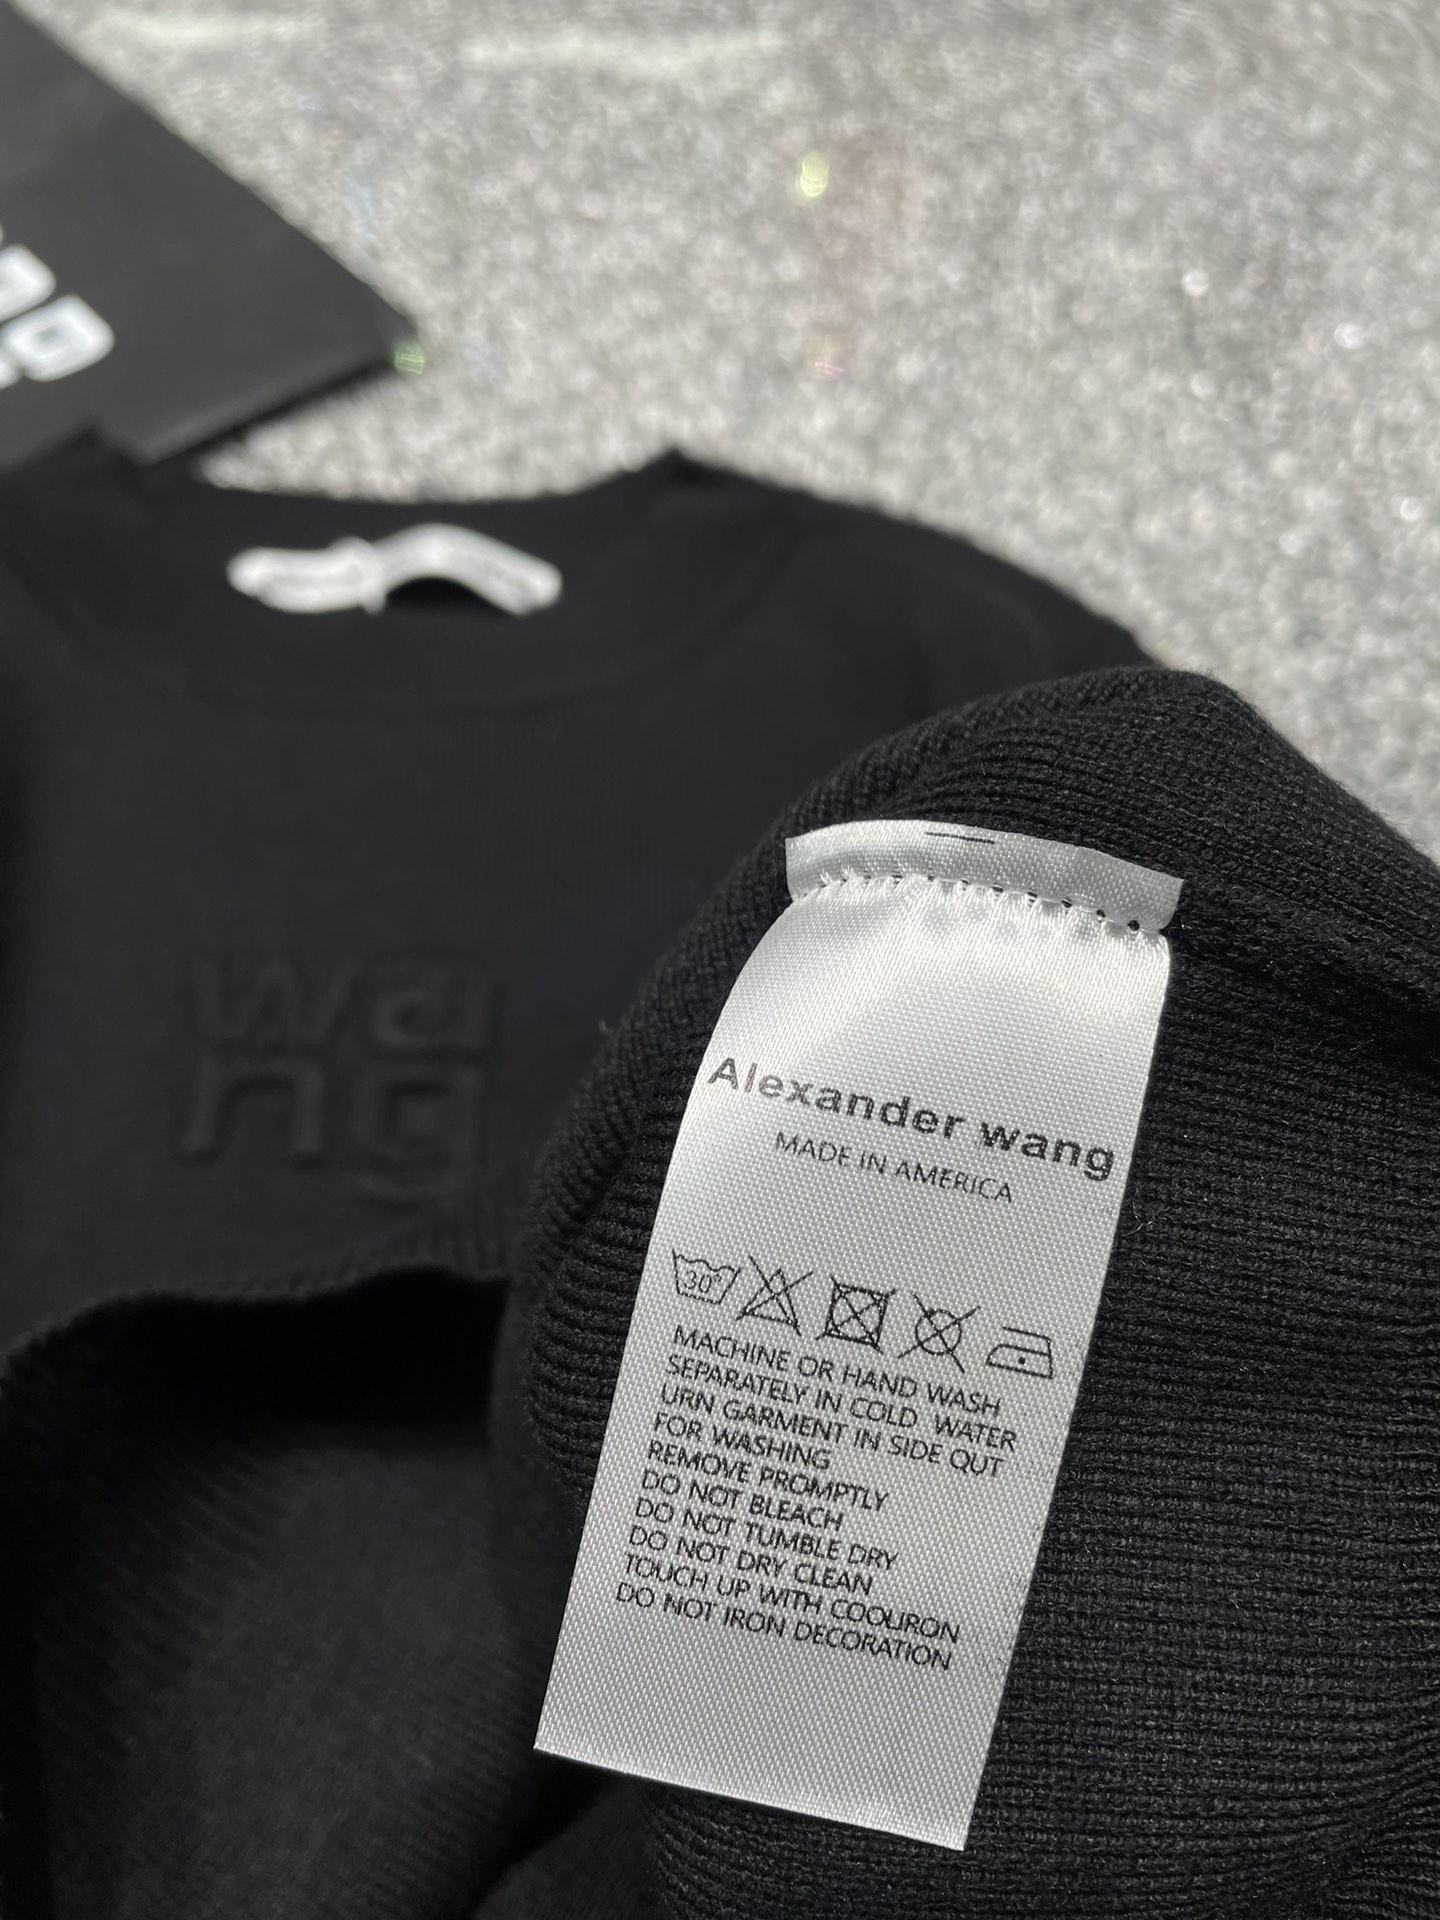 wa
ng
Alexander wang
MADE IN AMERICA
30°
MACHINE OR HAND WASH
SEPARATELY IN COLD WATER
URN GARMENT IN SIDE OUT
FOR WASHING
REMOVE PROMPTLY
DO NOT BLEACH
DO NOT TUMBLE DRY
DO NOT DRY CLEAN
TOUCH UP WITH COOLIRON
DO NOT IRON DECORATION